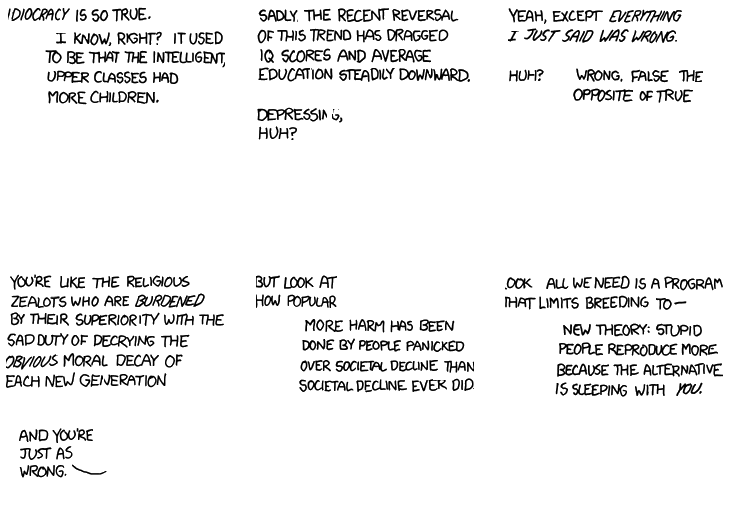 IDIOCRACY IS SO TRUE.
I KNOW, RIGHT? IT USED
TO BE THAT THE INTELLIGENT,
UPPER CLASSES HAD
MORE CHILDREN.
SADLY, THE RECENT REVERSAL
OF THIS TREND HAS DRAGGED
IQ SCORES AND AVERAGE
EDUCATION STEADILY DOWNWARD.
DEPRESSING,
HUH?
YEAH, EXCEPT EVERYTHING
I JUST SAID WAS WRONG.
HUH?
WRONG. FALSE THE
OPPOSITE OF TRUE
YOU'RE LIKE THE RELIGIOUS
ZEALOTS WHO ARE BURDENED
BY THEIR SUPERIORITY WITH THE
SAD DUTY OF DECRYING THE
OBVIOUS MORAL DECAY OF
EACH NEW GENERATION
AND YOU'RE
JUST AS
WRONG.
BUT LOOK AT
HOW POPULAR
MORE HARM HAS BEEN
DONE BY PEOPLE PANICKED
OVER SOCIETAL DECLINE THAN
SOCIETAL DECLINE EVER DID
OOK ALL WE NEED IS A PROGRAM
THAT LIMITS BREEDING TO—
NEW THEORY: STUPID
PEOPLE REPRODUCE MORE
BECAUSE THE ALTERNATIVE
IS SLEEPING WITH YOU.